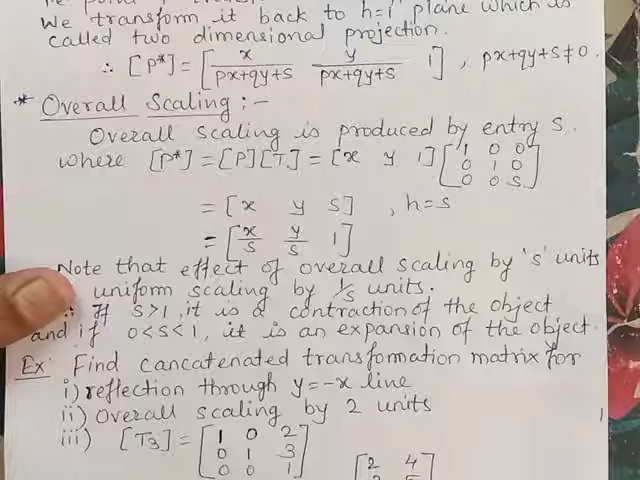 We transform it back to h=1 plane which is
called two dimensional projection.
∴ [P*] = [x/(px+qy+s) y/(px+qy+s) 1], px+qy+s≠0.
* Overall Scaling :-
Overall scaling is produced by entry s.
where [P*] = [P][T] = [x y 1] [1 0 0; 0 1 0; 0 0 s]
= [x y s] , h=s
= [x/s y/s 1]
Note that effect of overall scaling by 's' units
uniform scaling by 1/s units.
∴ If s>1, it is a contraction of the object
and if 0<s<1, it is an expansion of the object.
Ex: Find cancatenated transformation matrix for
i) reflection through y=-x line
ii) Overall scaling by 2 units
iii) [T3] = [1 0 2; 0 1 3; 0 0 1]
[2 4